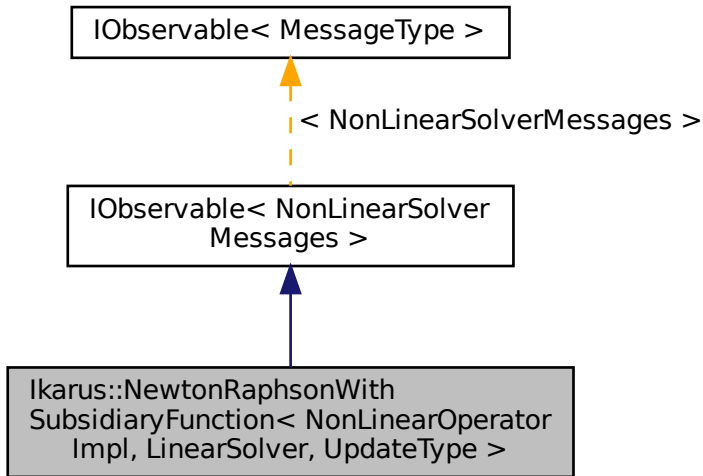 IObservable< MessageType >
< NonLinearSolverMessages >
IObservable< NonLinearSolver
Messages >
Ikarus::NewtonRaphsonWith
SubsidiaryFunction< NonLinearOperator
Impl, LinearSolver, UpdateType >